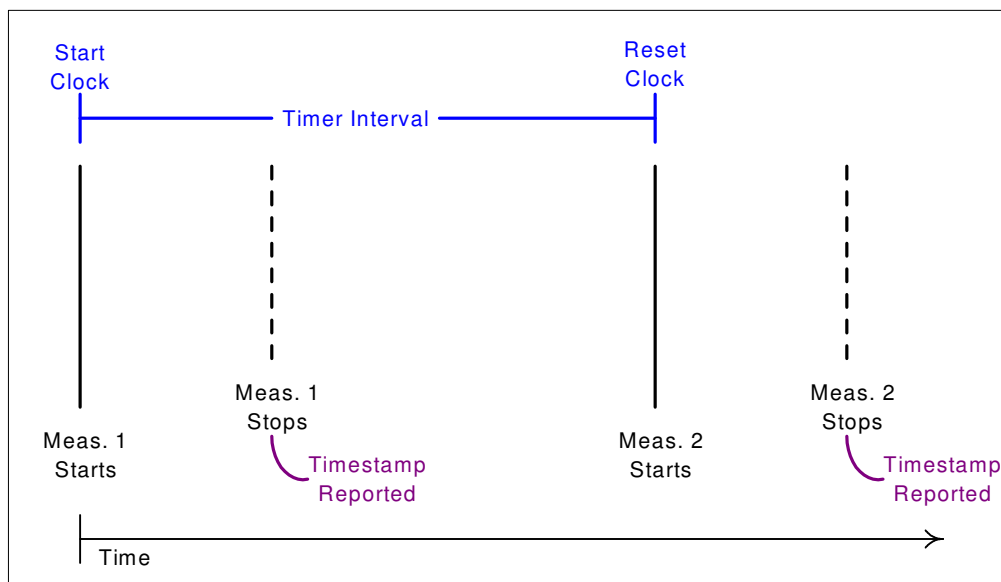 Start
Clock
Reset
Clock
Timer Interval
Meas. 1
Starts
Meas. 1
Stops
Timestamp
Reported
Meas. 2
Starts
Meas. 2
Stops
Timestamp
Reported
Time